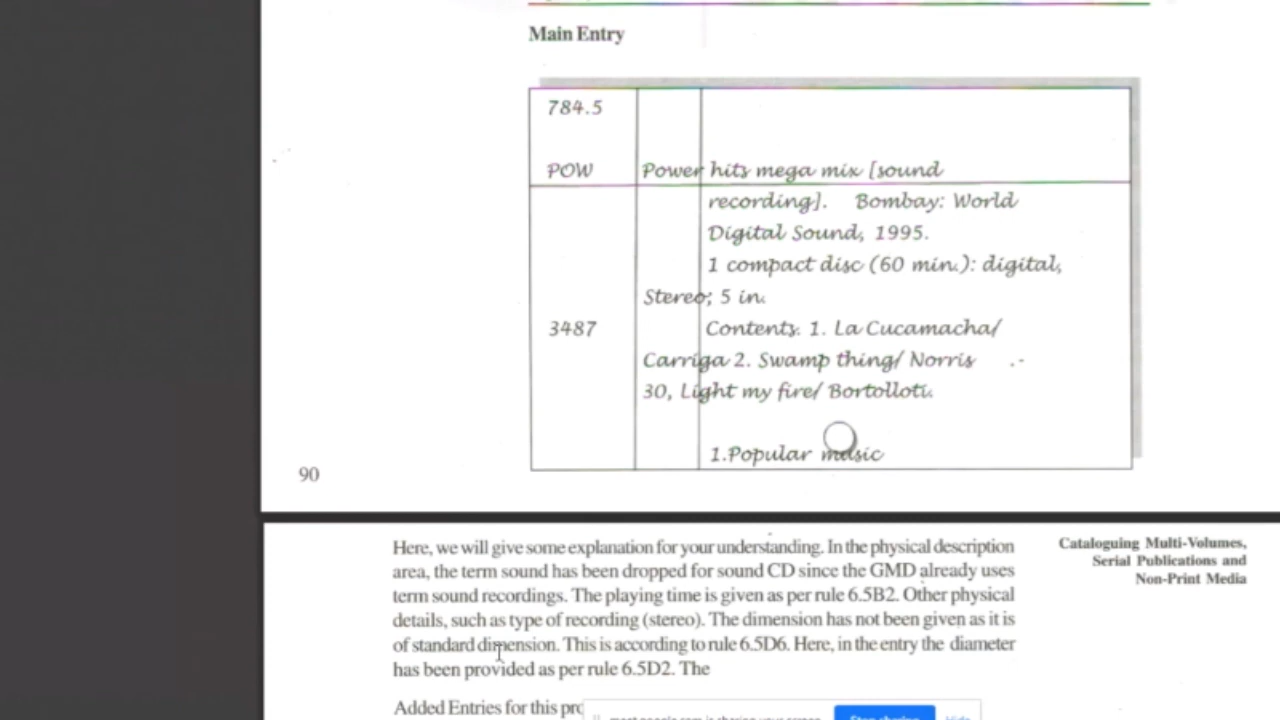 Main Entry
784.5
POW Power hits mega mix [sound
recording]. Bombay: World
Digital Sound, 1995.
1 compact disc (60 min.): digital,
Stereo; 5 in.
3487 Contents. 1. La Cucamacha/
Carriga 2. Swamp thing/ Norris .-
30, Light my fire/ Bortolloti.
1.Popular music
90
Here, we will give some explanation for your understanding. In the physical description
area, the term sound has been dropped for sound CD since the GMD already uses
term sound recordings. The playing time is given as per rule 6.5B2. Other physical
details, such as type of recording (stereo). The dimension has not been given as it is
of standard dimension. This is according to rule 6.5D6. Here, in the entry the diameter
has been provided as per rule 6.5D2. The
Cataloguing Multi-Volumes,
Serial Publications and
Non-Print Media
Added Entries for this pro